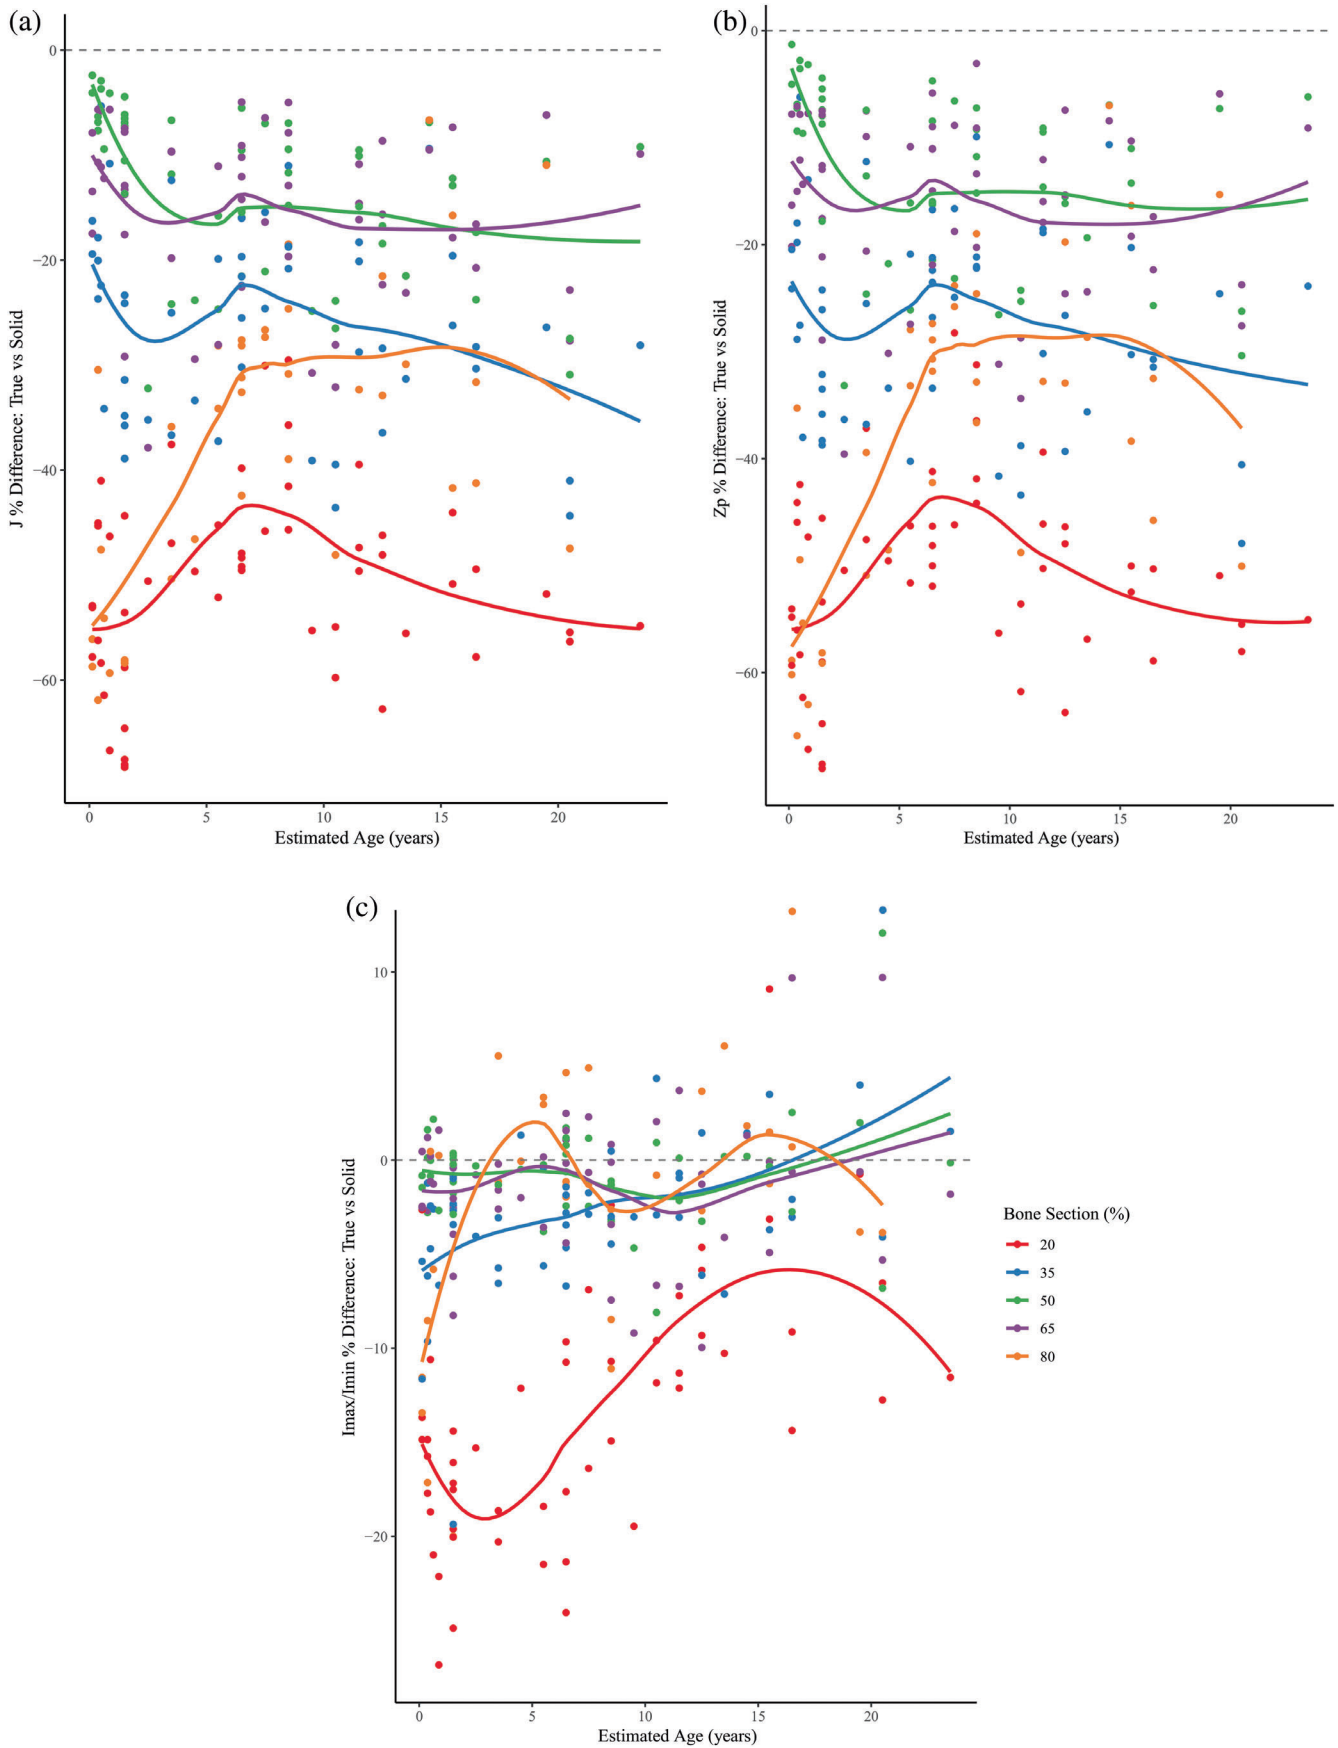 (a)
J % Difference: True vs Solid
0
−20
−40
−60
0 5 10 15 20
Estimated Age (years)
(b)
Zp % Difference: True vs Solid
0
−20
−40
−60
0 5 10 15 20
Estimated Age (years)
(c)
Imax/Imin % Difference: True vs Solid
10
0
−10
−20
0 5 10 15 20
Estimated Age (years)
Bone Section (%)
20
35
50
65
80